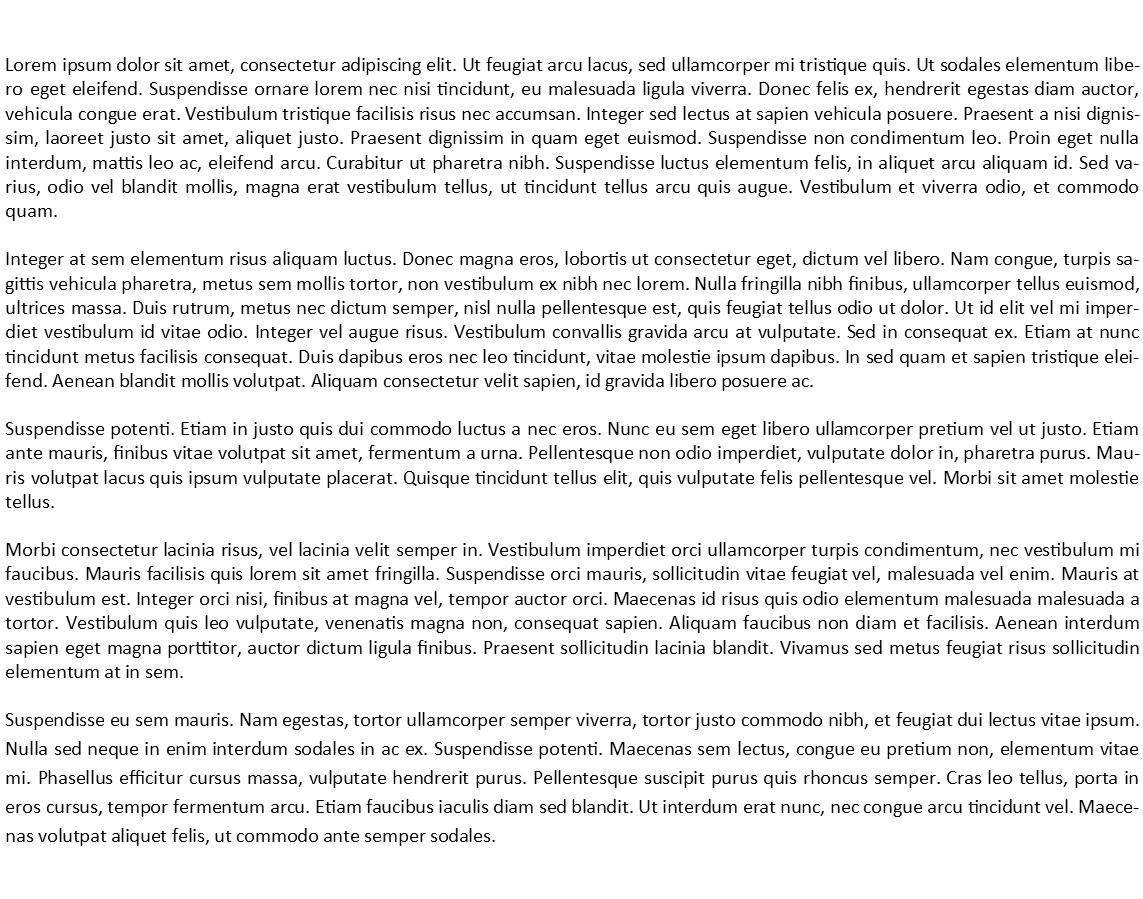 Lorem ipsum dolor sit amet, consectetur adipiscing elit. Ut feugiat arcu lacus, sed ullamcorper mi tristique quis. Ut sodales elementum libe-
ro eget eleifend. Suspendisse ornare lorem nec nisi tincidunt, eu malesuada ligula viverra. Donec felis ex, hendrerit egestas diam auctor,
vehicula congue erat. Vestibulum tristique facilisis risus nec accumsan. Integer sed lectus at sapien vehicula posuere. Praesent a nisi dignis-
sim, laoreet justo sit amet, aliquet justo. Praesent dignissim in quam eget euismod. Suspendisse non condimentum leo. Proin eget nulla
interdum, mattis leo ac, eleifend arcu. Curabitur ut pharetra nibh. Suspendisse luctus elementum felis, in aliquet arcu aliquam id. Sed va-
rius, odio vel blandit mollis, magna erat vestibulum tellus, ut tincidunt tellus arcu quis augue. Vestibulum et viverra odio, et commodo
quam.

Integer at sem elementum risus aliquam luctus. Donec magna eros, lobortis ut consectetur eget, dictum vel libero. Nam congue, turpis sa-
gittis vehicula pharetra, metus sem mollis tortor, non vestibulum ex nibh nec lorem. Nulla fringilla nibh finibus, ullamcorper tellus euismod,
ultrices massa. Duis rutrum, metus nec dictum semper, nisl nulla pellentesque est, quis feugiat tellus odio ut dolor. Ut id elit vel mi imper-
diet vestibulum id vitae odio. Integer vel augue risus. Vestibulum convallis gravida arcu at vulputate. Sed in consequat ex. Etiam at nunc
tincidunt metus facilisis consequat. Duis dapibus eros nec leo tincidunt, vitae molestie ipsum dapibus. In sed quam et sapien tristique elei-
fend. Aenean blandit mollis volutpat. Aliquam consectetur velit sapien, id gravida libero posuere ac.

Suspendisse potenti. Etiam in justo quis dui commodo luctus a nec eros. Nunc eu sem eget libero ullamcorper pretium vel ut justo. Etiam
ante mauris, finibus vitae volutpat sit amet, fermentum a urna. Pellentesque non odio imperdiet, vulputate dolor in, pharetra purus. Mau-
ris volutpat lacus quis ipsum vulputate placerat. Quisque tincidunt tellus elit, quis vulputate felis pellentesque vel. Morbi sit amet molestie
tellus.

Morbi consectetur lacinia risus, vel lacinia velit semper in. Vestibulum imperdiet orci ullamcorper turpis condimentum, nec vestibulum mi
faucibus. Mauris facilisis quis lorem sit amet fringilla. Suspendisse orci mauris, sollicitudin vitae feugiat vel, malesuada vel enim. Mauris at
vestibulum est. Integer orci nisi, finibus at magna vel, tempor auctor orci. Maecenas id risus quis odio elementum malesuada malesuada a
tortor. Vestibulum quis leo vulputate, venenatis magna non, consequat sapien. Aliquam faucibus non diam et facilisis. Aenean interdum
sapien eget magna porttitor, auctor dictum ligula finibus. Praesent sollicitudin lacinia blandit. Vivamus sed metus feugiat risus sollicitudin
elementum at in sem.

Suspendisse eu sem mauris. Nam egestas, tortor ullamcorper semper viverra, tortor justo commodo nibh, et feugiat dui lectus vitae ipsum.
Nulla sed neque in enim interdum sodales in ac ex. Suspendisse potenti. Maecenas sem lectus, congue eu pretium non, elementum vitae
mi. Phasellus efficitur cursus massa, vulputate hendrerit purus. Pellentesque suscipit purus quis rhoncus semper. Cras leo tellus, porta in
eros cursus, tempor fermentum arcu. Etiam faucibus iaculis diam sed blandit. Ut interdum erat nunc, nec congue arcu tincidunt vel. Maece-
nas volutpat aliquet felis, ut commodo ante semper sodales.